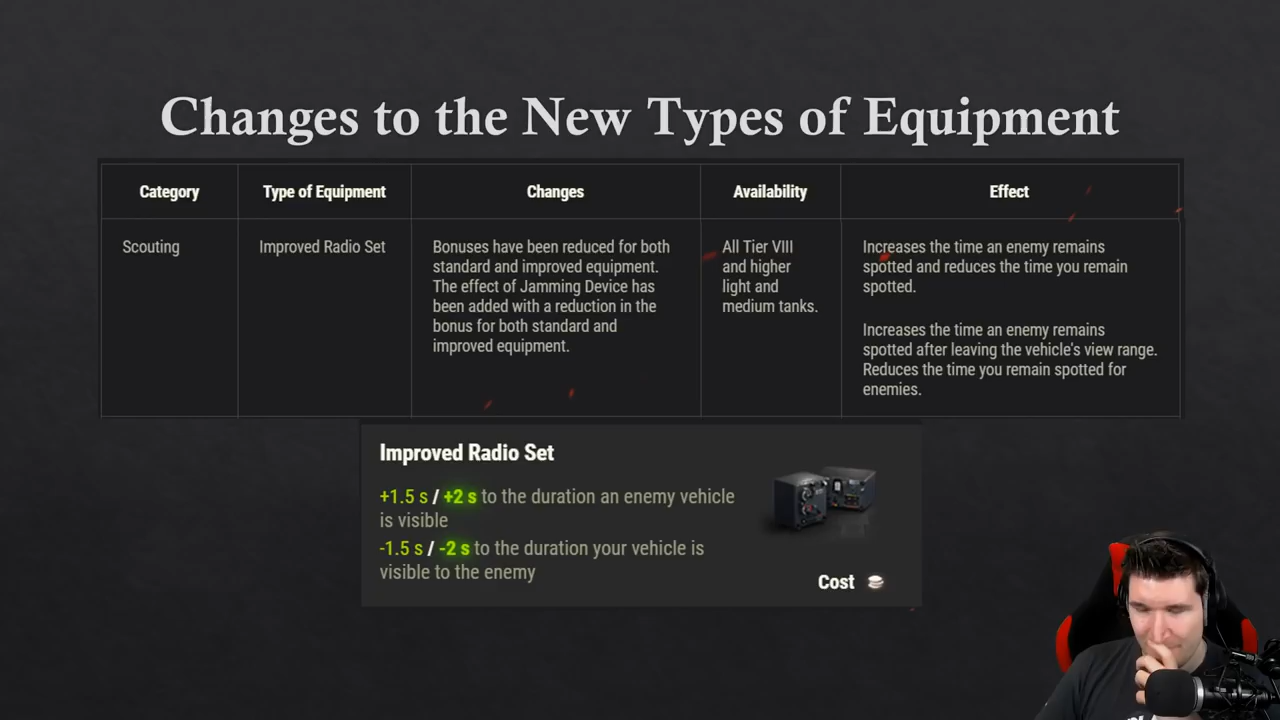 Changes to the New Types of Equipment
Category
Type of Equipment
Changes
Availability
Effect
Scouting
Improved Radio Set
Bonuses have been reduced for both
standard and improved equipment.
The effect of Jamming Device has
been added with a reduction in the
bonus for both standard and
improved equipment.
All Tier VIII
and higher
light and
medium tanks.
Increases the time an enemy remains
spotted and reduces the time you remain
spotted.
Increases the time an enemy remains
spotted after leaving the vehicle's view range.
Reduces the time you remain spotted for
enemies.
Improved Radio Set
+1.5 s / +2 s to the duration an enemy vehicle
is visible
-1.5 s / -2 s to the duration your vehicle is
visible to the enemy
Cost